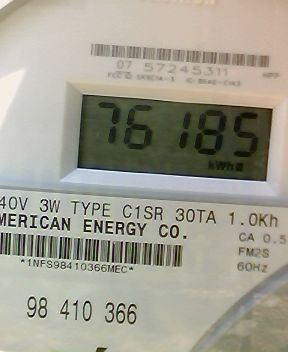 07 57245311
76185
kWh
40V 3W TYPE C1SR 30TA 1.0Kh
MERICAN ENERGY CO.
CA 0.5
FM2S
60Hz
*1NFS98410366MEC*
98 410 366